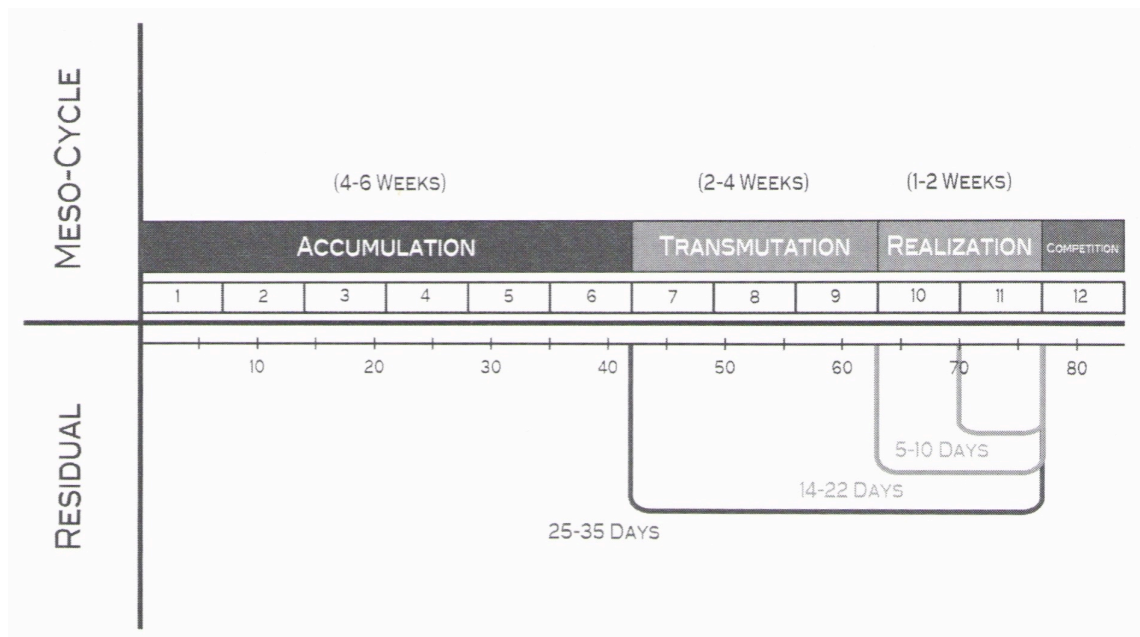 MESO-CYCLE
(4-6 WEEKS)
(2-4 WEEKS)
(1-2 WEEKS)
ACCUMULATION
TRANSMUTATION
REALIZATION
COMPETITION
1 2 3 4 5 6 7 8 9 10 11 12
10 20 30 40 50 60 70 80
RESIDUAL
5-10 DAYS
14-22 DAYS
25-35 DAYS